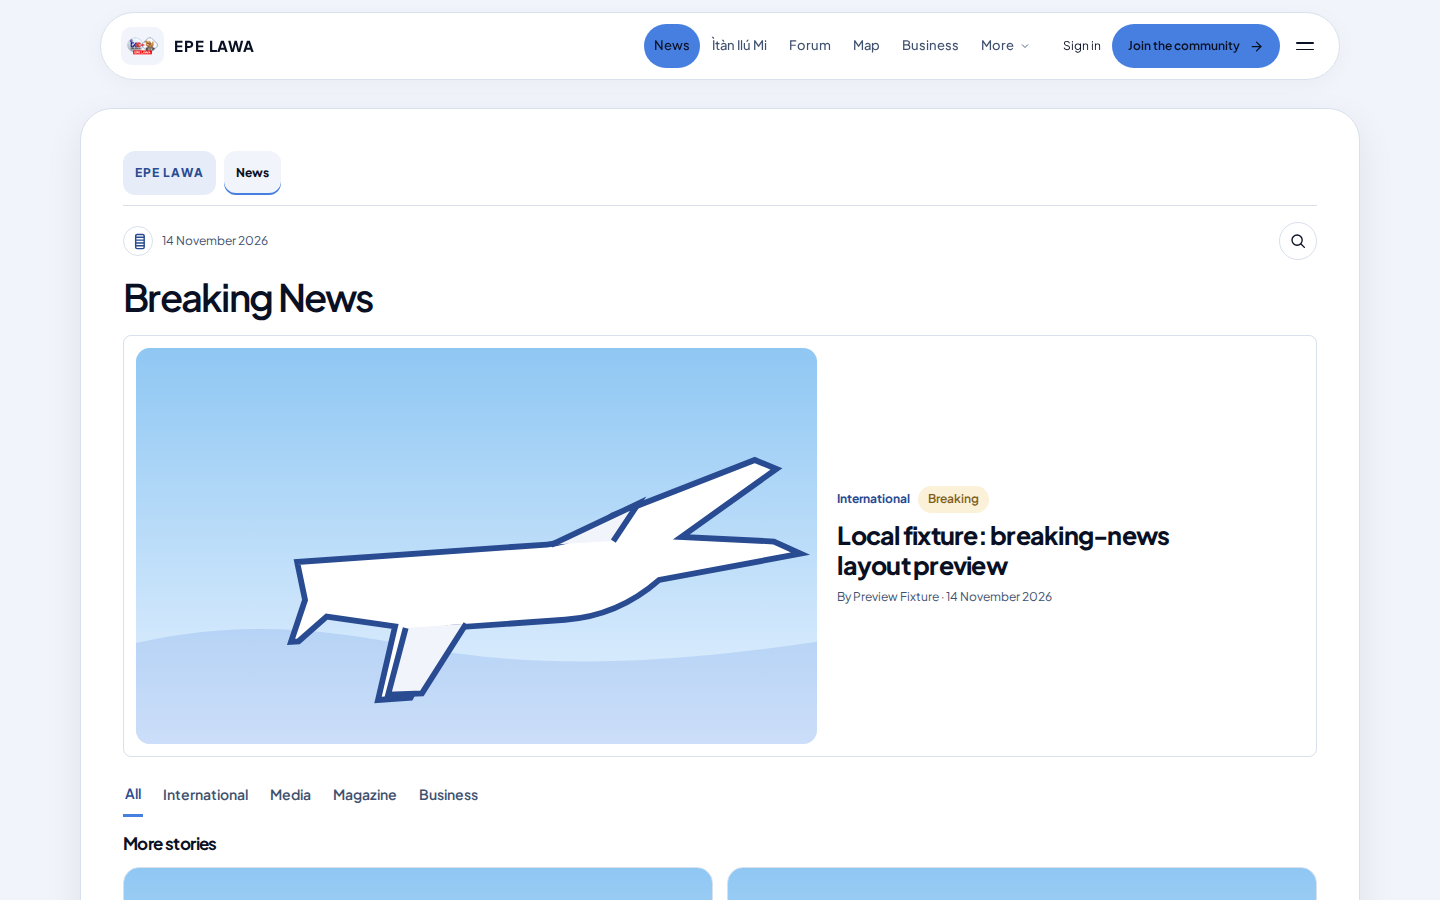 EPE LAWA
News
Ìtàn Ilú Mi
Forum
Map
Business
More
Sign in
Join the community
EPE LAWA
News
14 November 2026
Breaking News
International
Breaking
Local fixture: breaking-news
layout preview
By Preview Fixture · 14 November 2026
All
International
Media
Magazine
Business
More stories